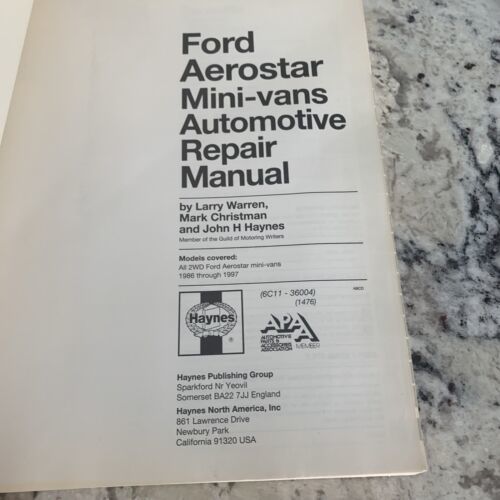 Ford
Aerostar
Mini-vans
Automotive
Repair
Manual
by Larry Warren,
Mark Christman
and John H Haynes
Member of the Guild of Motoring Writers
Models covered:
All 2WD Ford Aerostar mini-vans
1986 through 1997
ABCD
(6C11 - 36004)
(1476)
Haynes
®
APAA
AUTOMOTIVE
PARTS &
ACCESSORIES
ASSOCIATION
MEMBER
Haynes Publishing Group
Sparkford Nr Yeovil
Somerset BA22 7JJ England
Haynes North America, Inc
861 Lawrence Drive
Newbury Park
California 91320 USA